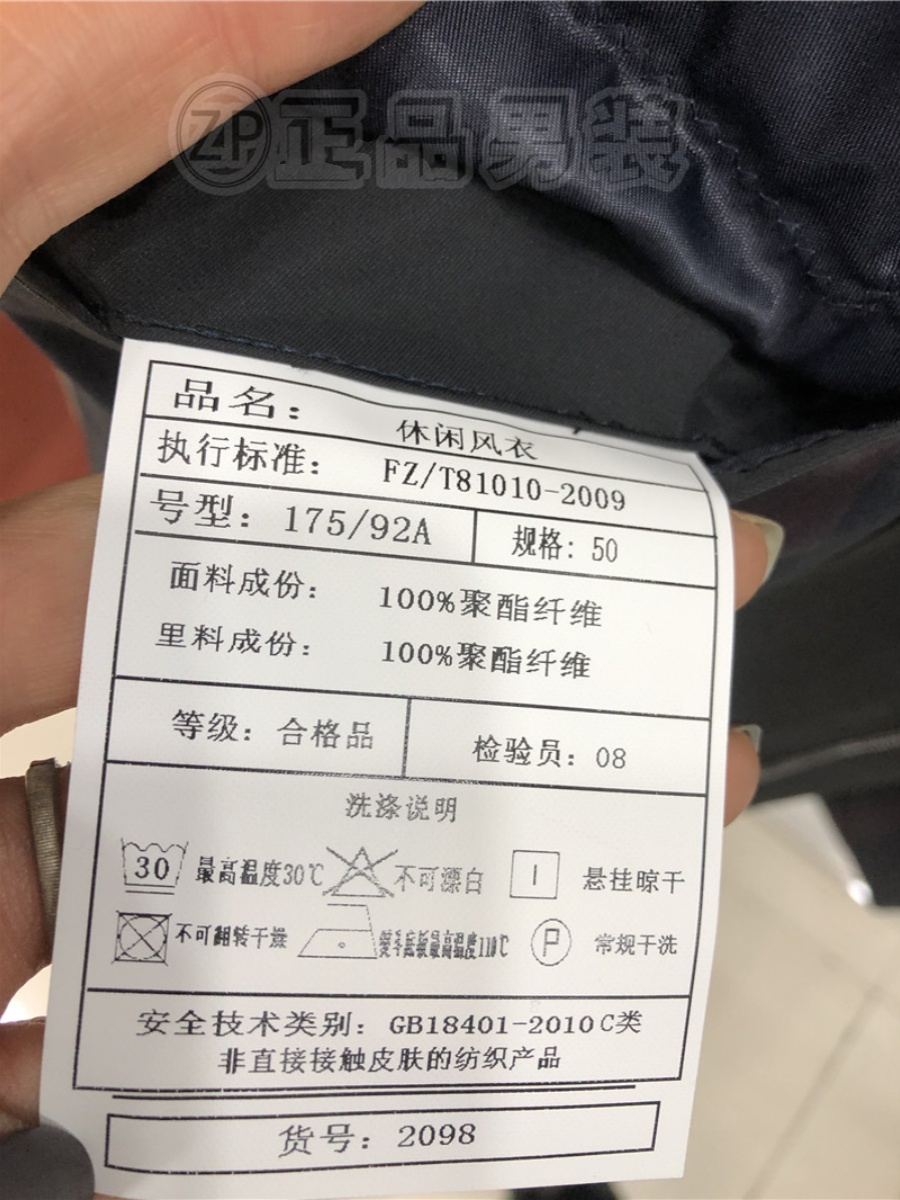 ZP正品男装
品名： 休闲风衣
执行标准： FZ/T81010-2009
号型：175/92A 规格：50
面料成份： 100%聚酯纤维
里料成份： 100%聚酯纤维
等级：合格品 检验员：08
洗涤说明
30 最高温度30℃ 不可漂白 悬挂晾干
不可翻转干燥 熨斗底板最高温度110℃ P 常规干洗
安全技术类别：GB18401-2010C类
非直接接触皮肤的纺织产品
货号：2098